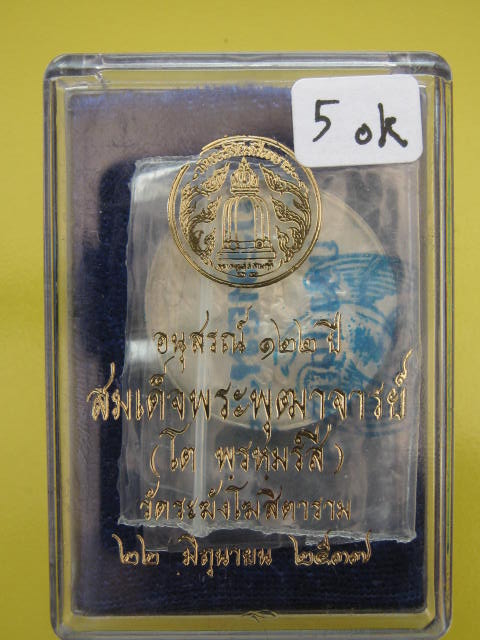 5 ok
อนุสรณ์ ๑๒๒ ปี
สมเด็จพระพุฒาจารย์
(โต พฺรหฺมรํสี)
วัดระฆังโฆสิตาราม
๒๒ มิถุนายน ๒๕๓๗